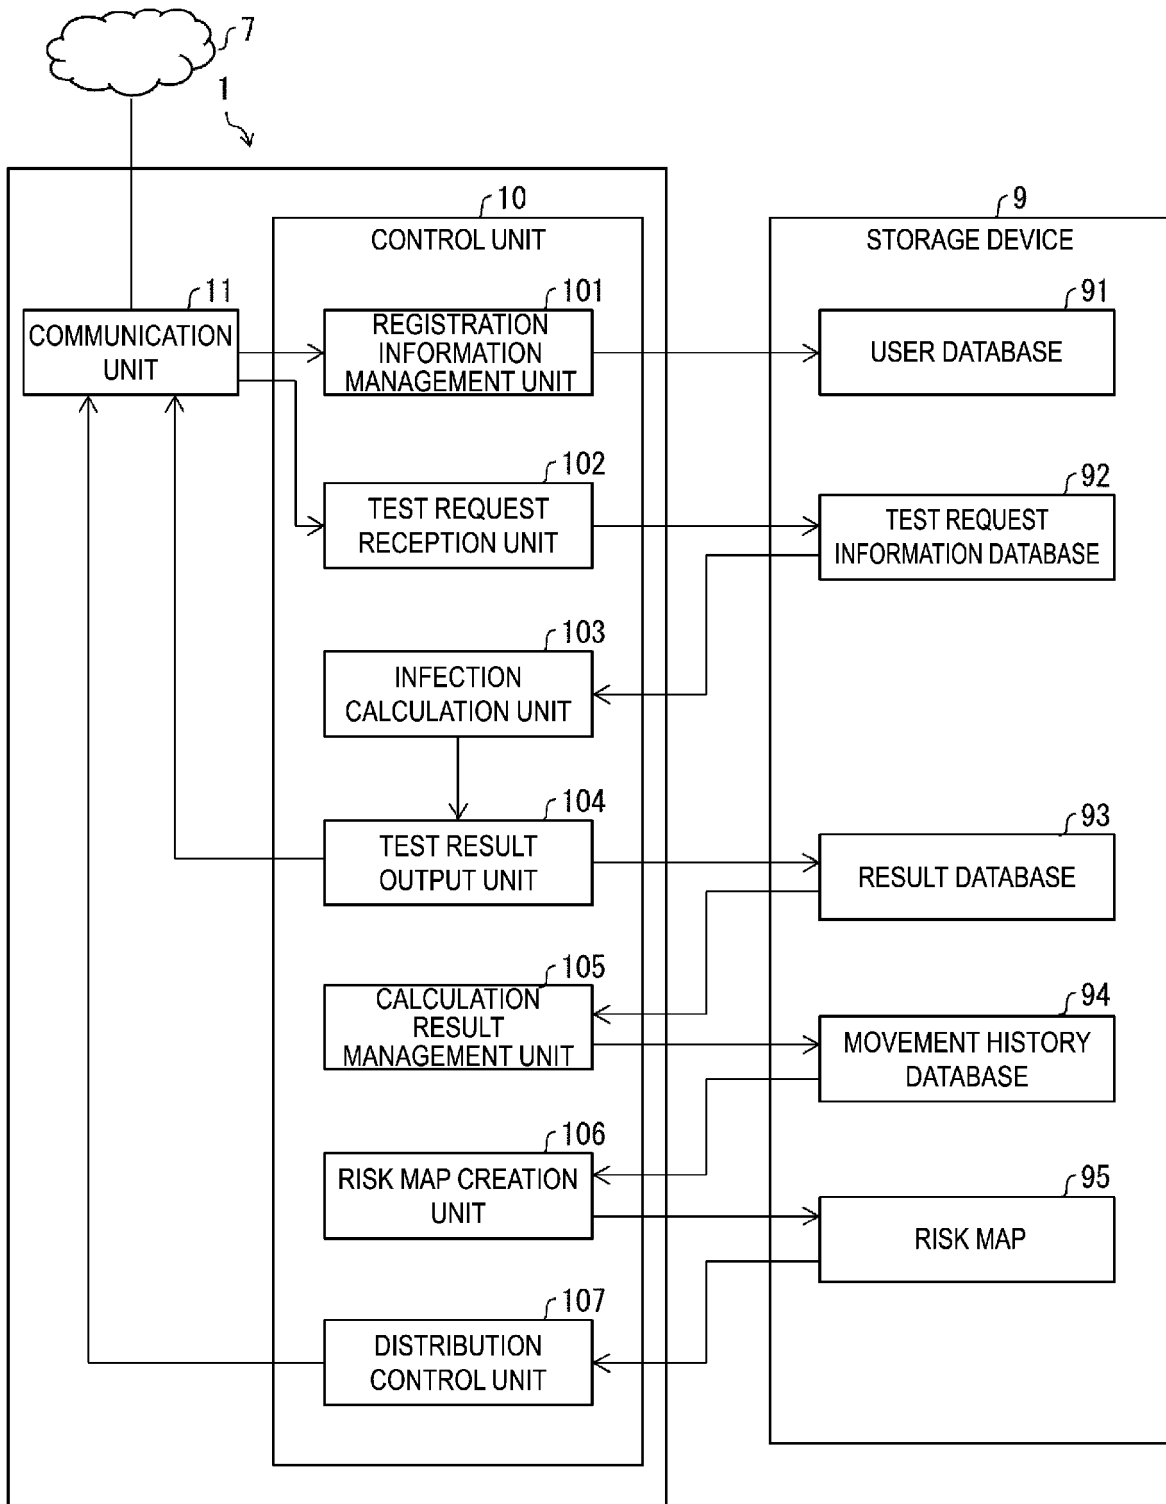 7
1
10
CONTROL UNIT
9
STORAGE DEVICE
11
COMMUNICATION
UNIT
101
REGISTRATION
INFORMATION
MANAGEMENT UNIT
91
USER DATABASE
102
TEST REQUEST
RECEPTION UNIT
92
TEST REQUEST
INFORMATION DATABASE
103
INFECTION
CALCULATION UNIT
104
TEST RESULT
OUTPUT UNIT
93
RESULT DATABASE
105
CALCULATION
RESULT
MANAGEMENT UNIT
94
MOVEMENT HISTORY
DATABASE
106
RISK MAP CREATION
UNIT
95
RISK MAP
107
DISTRIBUTION
CONTROL UNIT